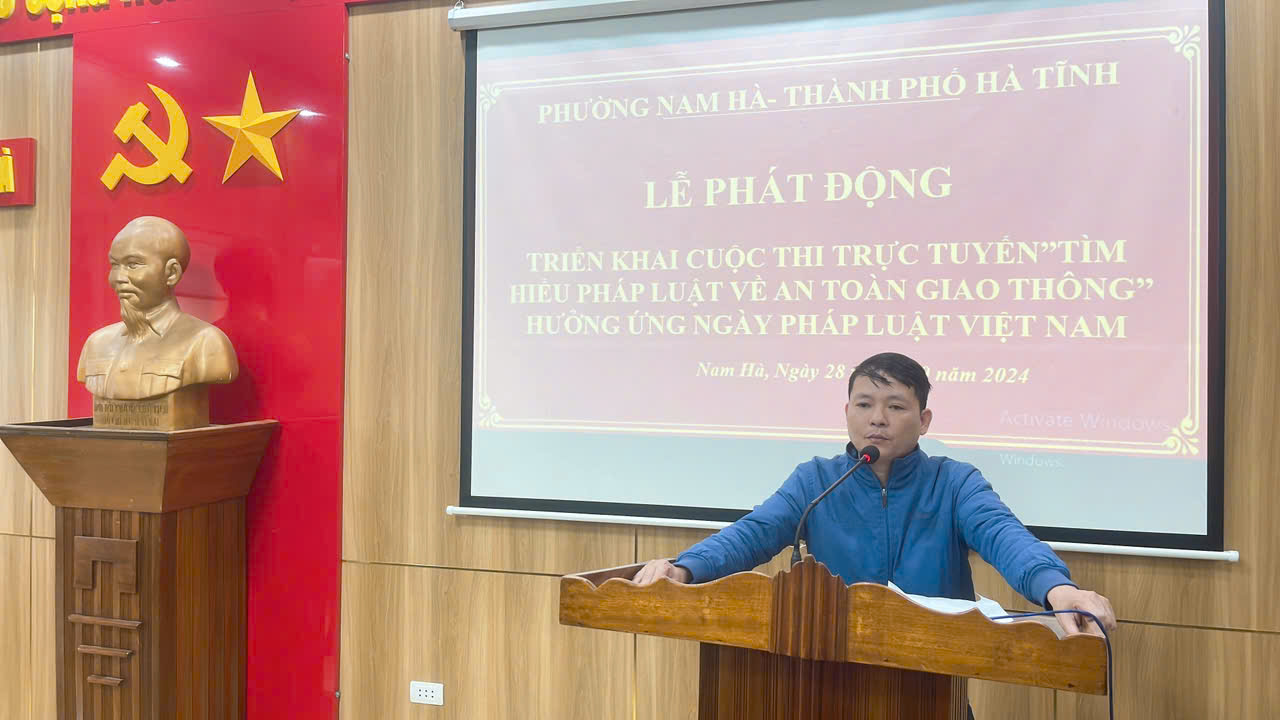 PHƯỜNG NAM HÀ- THÀNH PHỐ HÀ TĨNH
LỄ PHÁT ĐỘNG
TRIỂN KHAI CUỘC THI TRỰC TUYẾN”TÌM
HIỂU PHÁP LUẬT VỀ AN TOÀN GIAO THÔNG”
HƯỞNG ỨNG NGÀY PHÁP LUẬT VIỆT NAM
Nam Hà, Ngày 28 năm 2024
Activate Windows
Windows.